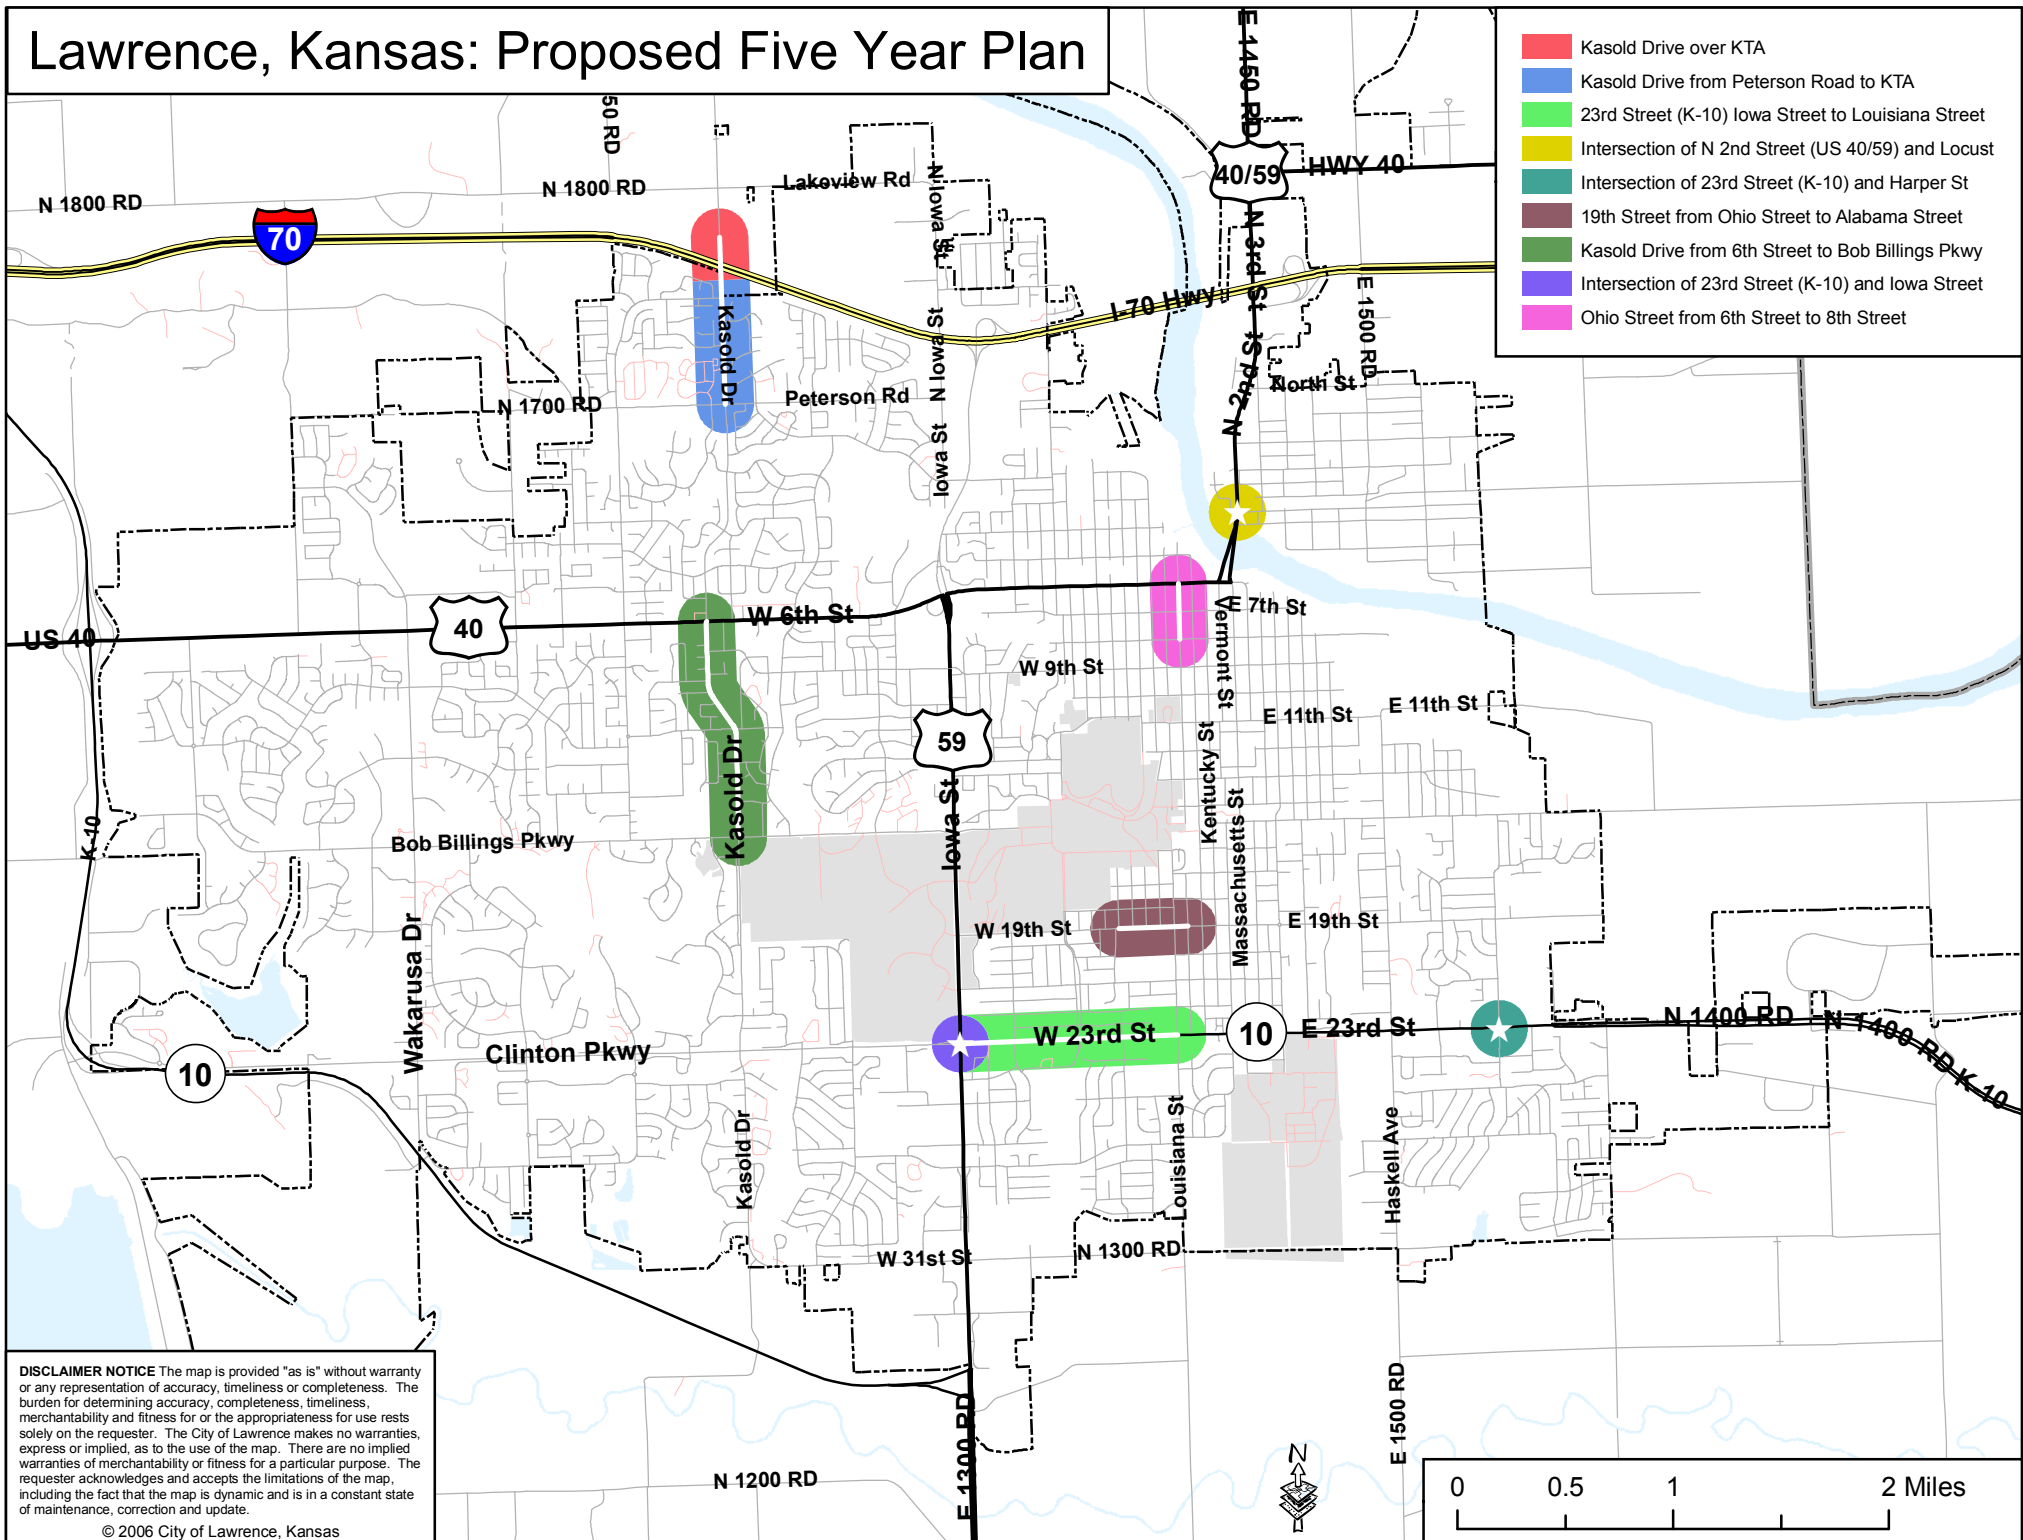 Lawrence, Kansas: Proposed Five Year Plan
Kasold Drive over KTA
Kasold Drive from Peterson Road to KTA
23rd Street (K-10) Iowa Street to Louisiana Street
Intersection of N 2nd Street (US 40/59) and Locust
Intersection of 23rd Street (K-10) and Harper St
19th Street from Ohio Street to Alabama Street
Kasold Drive from 6th Street to Bob Billings Pkwy
Intersection of 23rd Street (K-10) and Iowa Street
Ohio Street from 6th Street to 8th Street
E 1450 RD
50 RD
40/59
HWY 40
N 1800 RD
N 1800 RD
Lakeview Rd
N Iowa St
70
N 3rd St
I-70 Hwy
E 1500 RD
Kasold Dr
N Iowa St
N 2nd St
North St
N 1700 RD
Peterson Rd
Iowa St
US 40
40
W 6th St
E 7th St
Vermont St
W 9th St
E 11th St
E 11th St
59
Kasold Dr
Iowa St
Kentucky St
Massachusetts St
K-10
Bob Billings Pkwy
Wakarusa Dr
W 19th St
E 19th St
W 23rd St
10
E 23rd St
N 1400 RD
N 1400 RD K-10
Clinton Pkwy
10
Kasold Dr
Louisiana St
Haskell Ave
W 31st St
N 1300 RD
E 1300 RD
E 1500 RD
N 1200 RD
N
DISCLAIMER NOTICE The map is provided "as is" without warranty
or any representation of accuracy, timeliness or completeness. The
burden for determining accuracy, completeness, timeliness,
merchantability and fitness for or the appropriateness for use rests
solely on the requester. The City of Lawrence makes no warranties,
express or implied, as to the use of the map. There are no implied
warranties of merchantability or fitness for a particular purpose. The
requester acknowledges and accepts the limitations of the map,
including the fact that the map is dynamic and is in a constant state
of maintenance, correction and update.
© 2006 City of Lawrence, Kansas
0 0.5 1 2 Miles